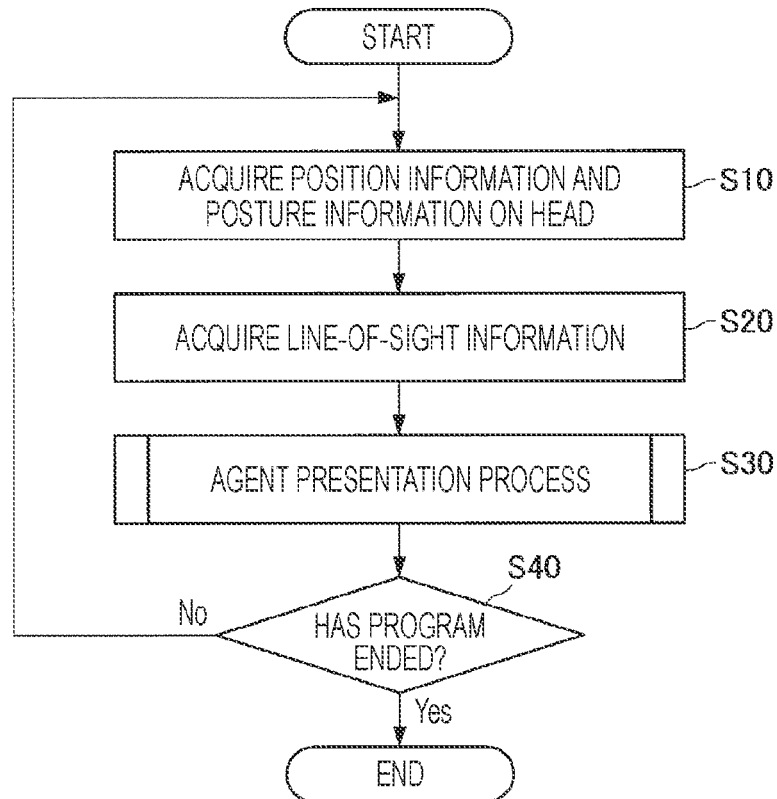 START
ACQUIRE POSITION INFORMATION AND
POSTURE INFORMATION ON HEAD
S10
ACQUIRE LINE-OF-SIGHT INFORMATION
S20
AGENT PRESENTATION PROCESS
S30
S40
HAS PROGRAM
ENDED?
No
Yes
END